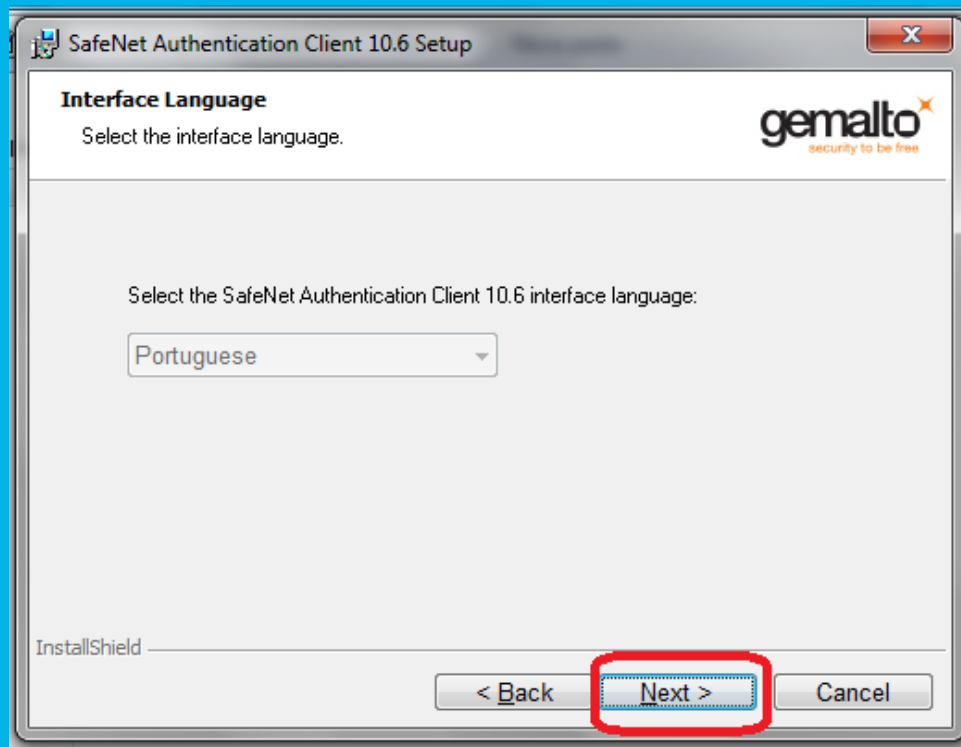 SafeNet Authentication Client 10.6 Setup
Interface Language
Select the interface language.
gemalto
security to be free
Select the SafeNet Authentication Client 10.6 interface language:
Portuguese
InstallShield
< Back
Next >
Cancel